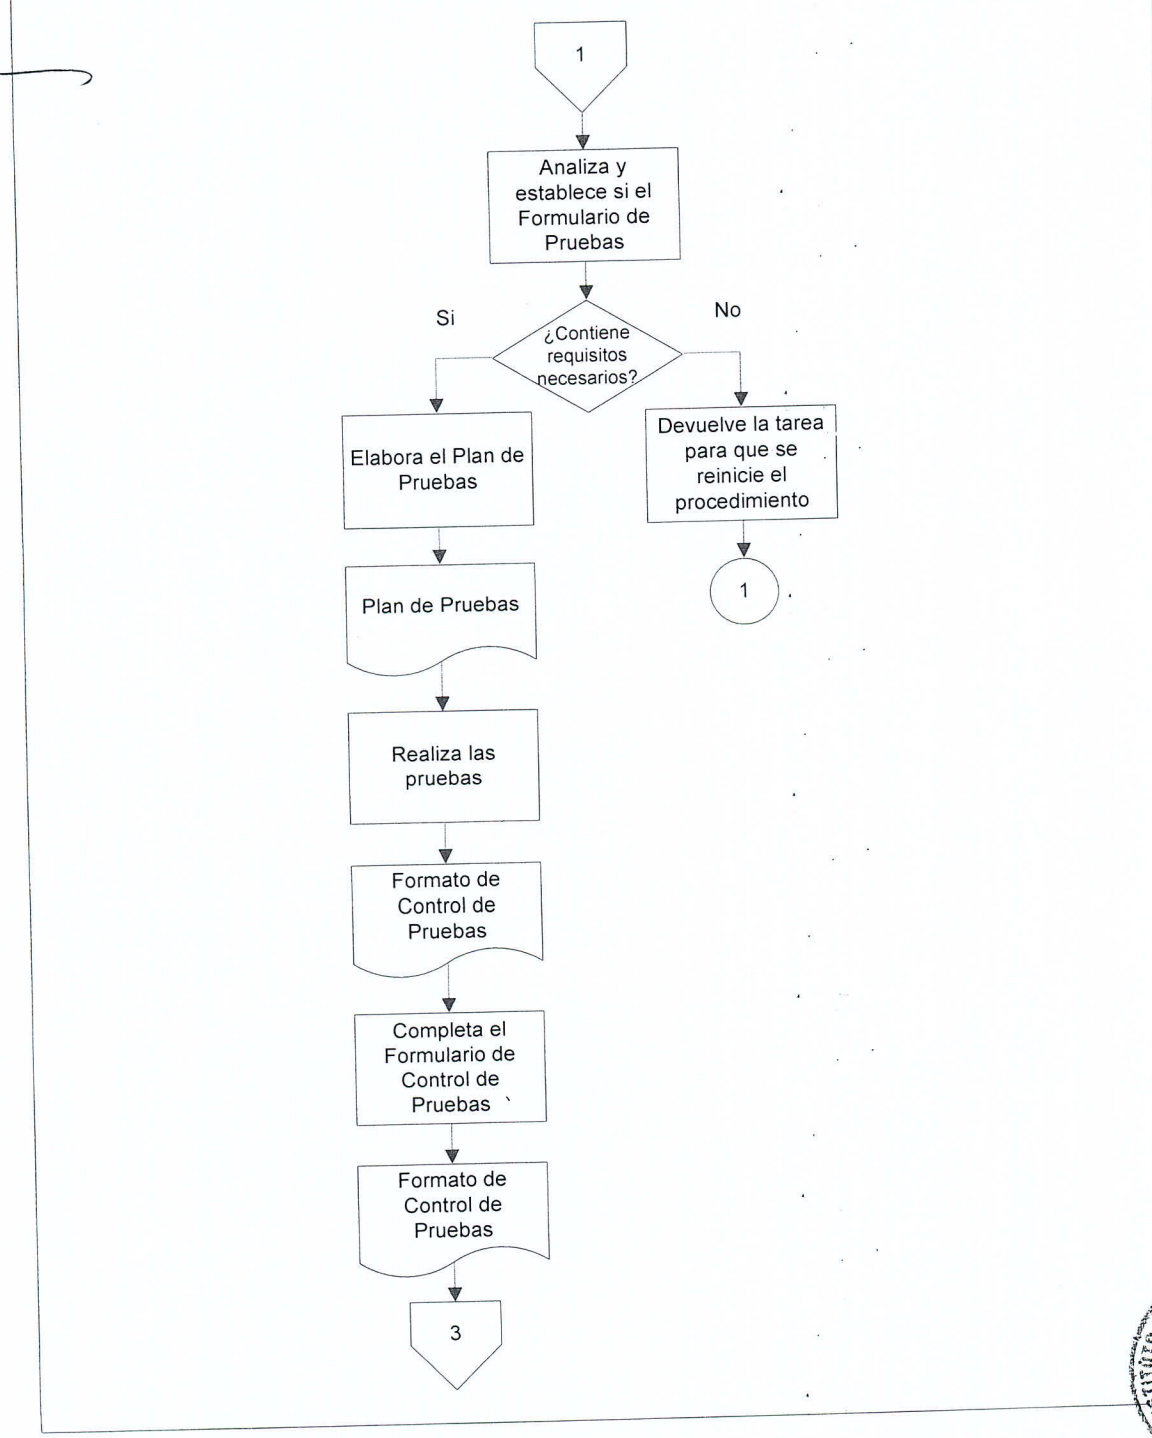 1
Analiza y
establece si el
Formulario de
Pruebas
Si
No
¿Contiene
requisitos
necesarios?
Elabora el Plan de
Pruebas
Devuelve la tarea
para que se
reinicie el
procedimiento
Plan de Pruebas
1
Realiza las
pruebas
Formato de
Control de
Pruebas
Completa el
Formulario de
Control de
Pruebas
Formato de
Control de
Pruebas
3